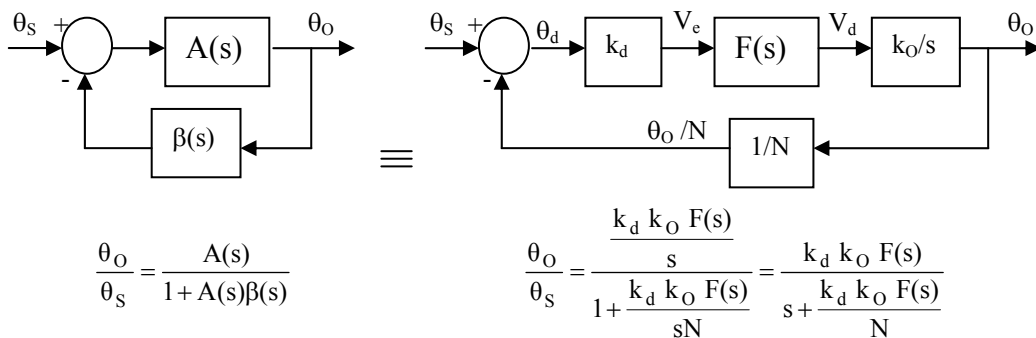 θS + θO θS + θd Ve Vd θO
A(s) kd F(s) kO/s
- -
β(s) θO /N 1/N
≡
θO/θS = A(s)/(1 + A(s)β(s))
θO/θS = (kd kO F(s)/s)/(1 + kd kO F(s)/sN) = kd kO F(s)/(s + kd kO F(s)/N)